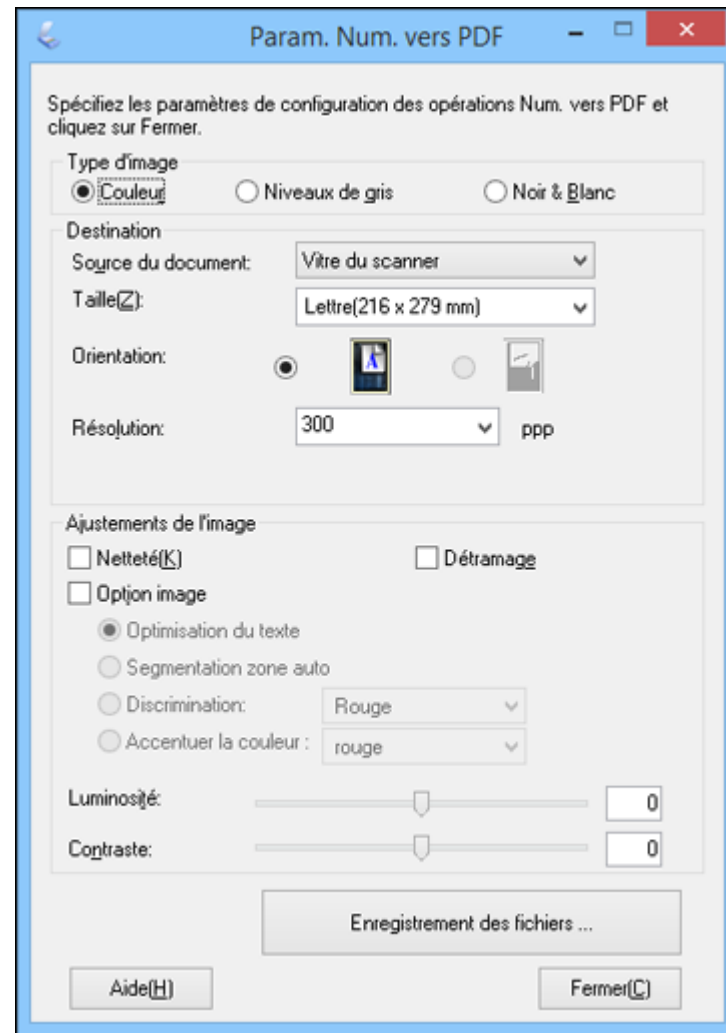 Param. Num. vers PDF
Spécifiez les paramètres de configuration des opérations Num. vers PDF et
cliquez sur Fermer.
Type d'image
Couleur Niveaux de gris Noir & Blanc
Destination
Source du document: Vitre du scanner
Taille(Z): Lettre(216 x 279 mm)
Orientation: A
Résolution: 300 ppp
Ajustements de l'image
Netteté(K) Détramage
Option image
Optimisation du texte
Segmentation zone auto
Discrimination: Rouge
Accentuer la couleur : rouge
Luminosité: 0
Contraste: 0
Enregistrement des fichiers ...
Aide(H) Fermer(C)